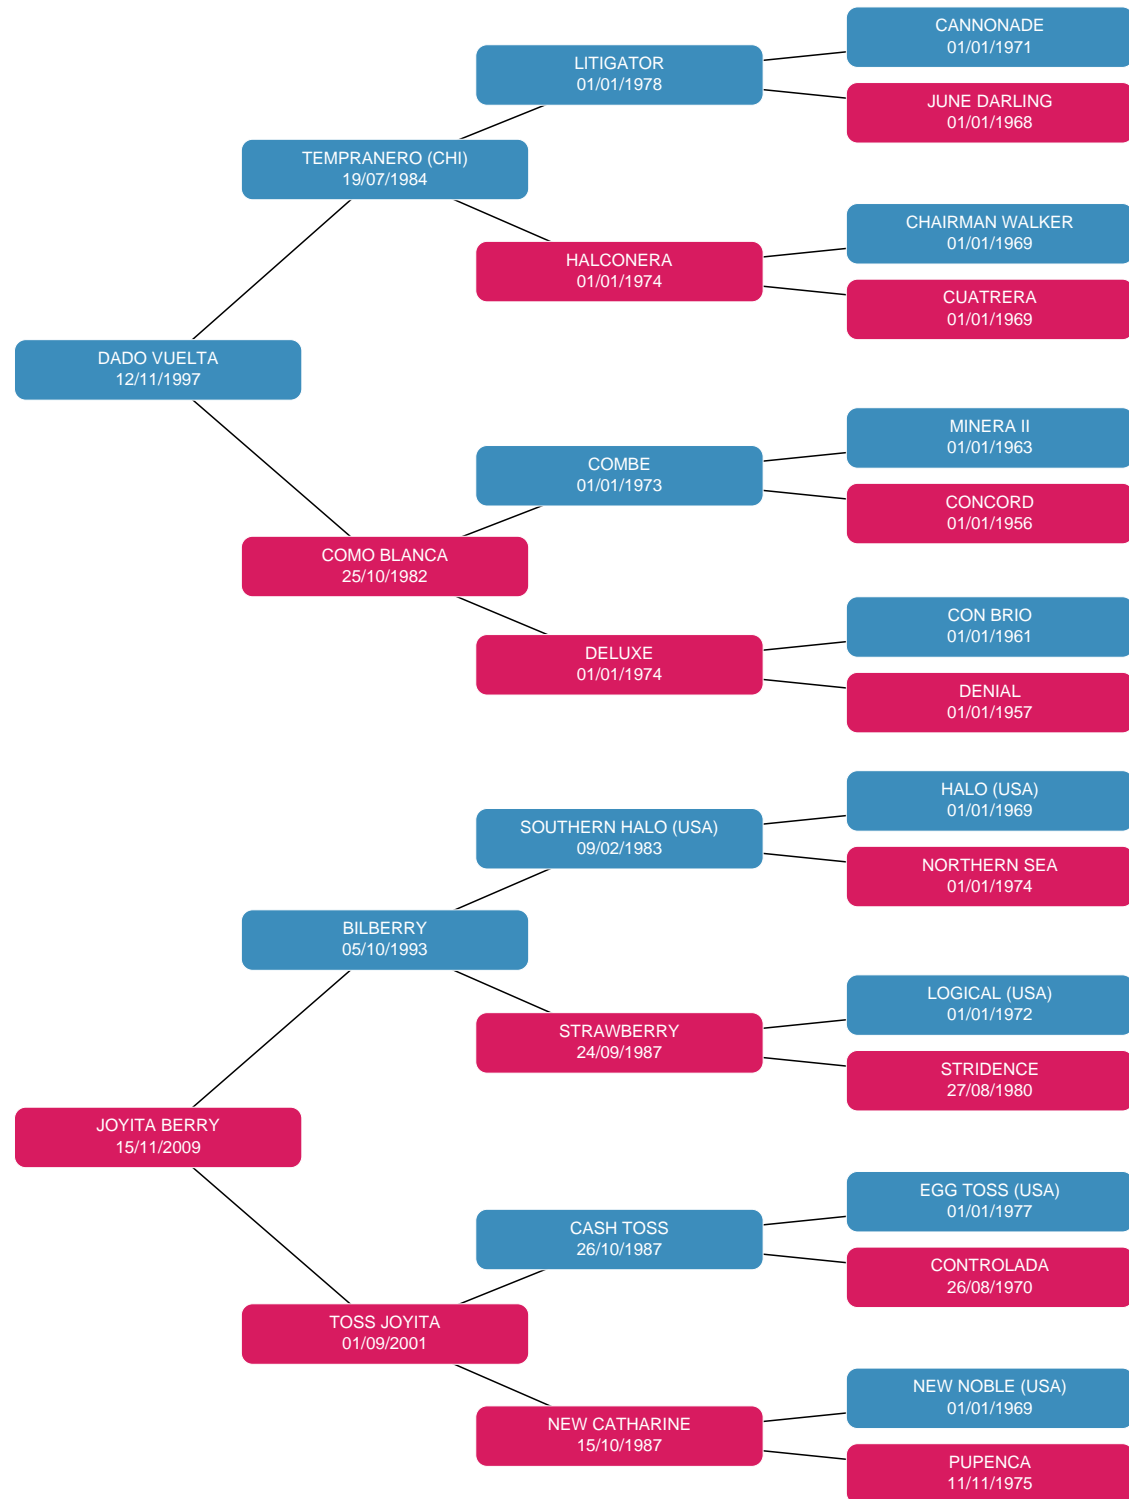 CANNONADE
01/01/1971
LITIGATOR
01/01/1978
JUNE DARLING
01/01/1968
TEMPRANERO (CHI)
19/07/1984
CHAIRMAN WALKER
01/01/1969
HALCONERA
01/01/1974
CUATRERA
01/01/1969
DADO VUELTA
12/11/1997
MINERA II
01/01/1963
COMBE
01/01/1973
CONCORD
01/01/1956
COMO BLANCA
25/10/1982
CON BRIO
01/01/1961
DELUXE
01/01/1974
DENIAL
01/01/1957
HALO (USA)
01/01/1969
SOUTHERN HALO (USA)
09/02/1983
NORTHERN SEA
01/01/1974
BILBERRY
05/10/1993
LOGICAL (USA)
01/01/1972
STRAWBERRY
24/09/1987
STRIDENCE
27/08/1980
JOYITA BERRY
15/11/2009
EGG TOSS (USA)
01/01/1977
CASH TOSS
26/10/1987
CONTROLADA
26/08/1970
TOSS JOYITA
01/09/2001
NEW NOBLE (USA)
01/01/1969
NEW CATHARINE
15/10/1987
PUPENCA
11/11/1975